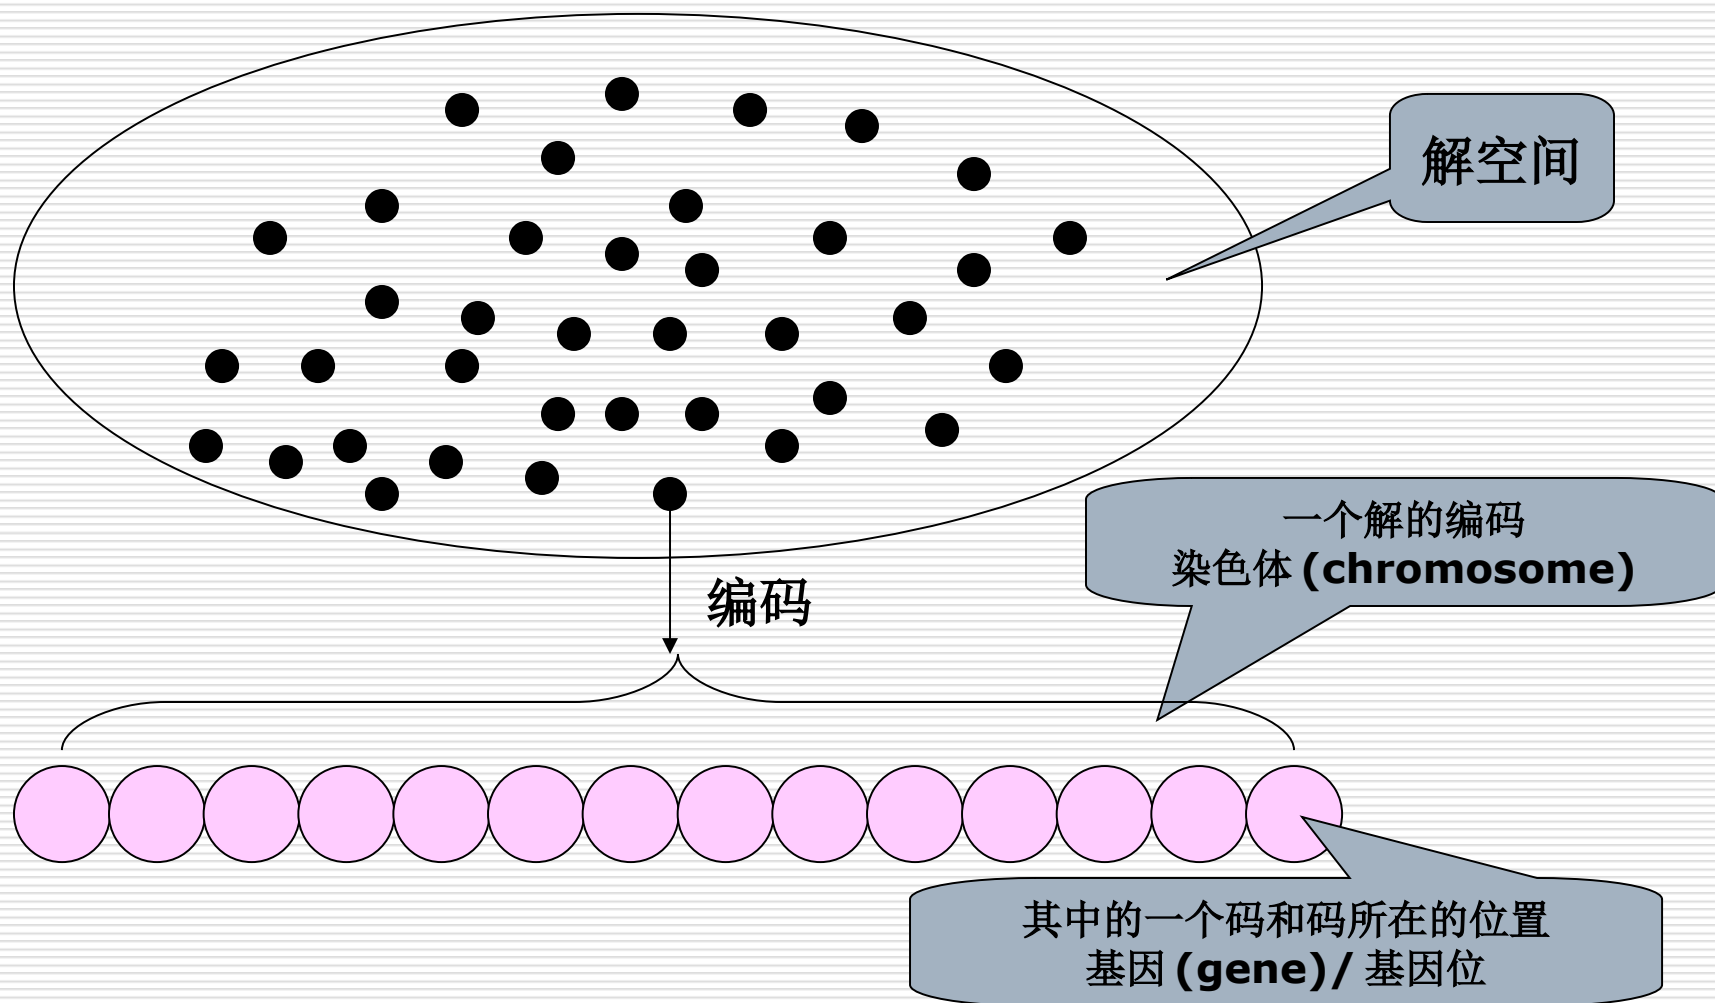 解空间
一个解的编码
染色体(chromosome)
编码
其中的一个码和码所在的位置
基因(gene)/基因位